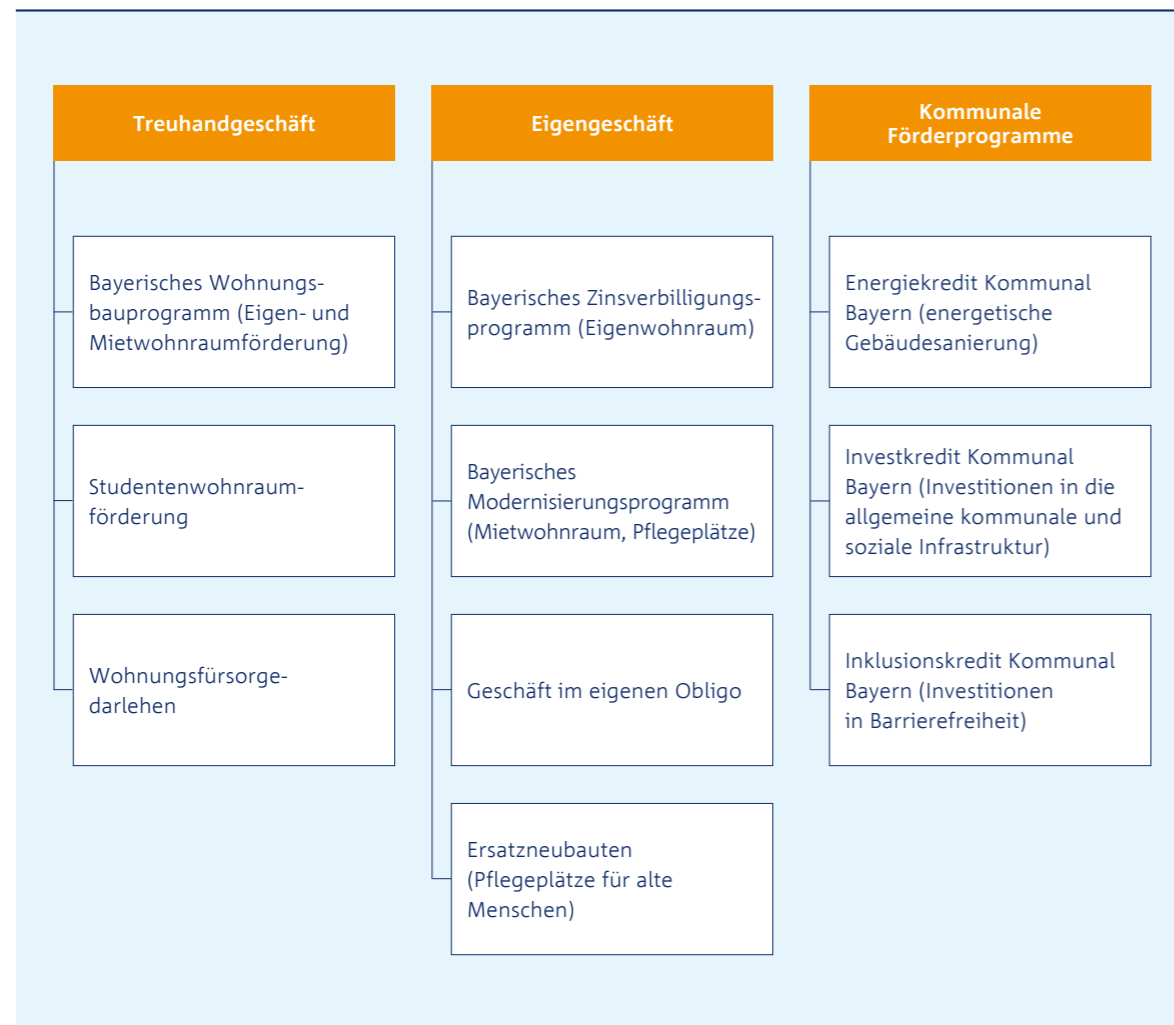 Treuhandgeschäft
Bayerisches Wohnungs-
bauprogramm (Eigen- und
Mietwohnraumförderung)
Studentenwohnraum-
förderung
Wohnungsfürsorge-
darlehen
Eigengeschäft
Bayerisches Zinsverbilligungs-
programm (Eigenwohnraum)
Bayerisches
Modernisierungsprogramm
(Mietwohnraum, Pflegeplätze)
Geschäft im eigenen Obligo
Ersatzneubauten
(Pflegeplätze für alte
Menschen)
Kommunale
Förderprogramme
Energiekredit Kommunal
Bayern (energetische
Gebäudesanierung)
Investkredit Kommunal
Bayern (Investitionen in die
allgemeine kommunale und
soziale Infrastruktur)
Inklusionskredit Kommunal
Bayern (Investitionen
in Barrierefreiheit)